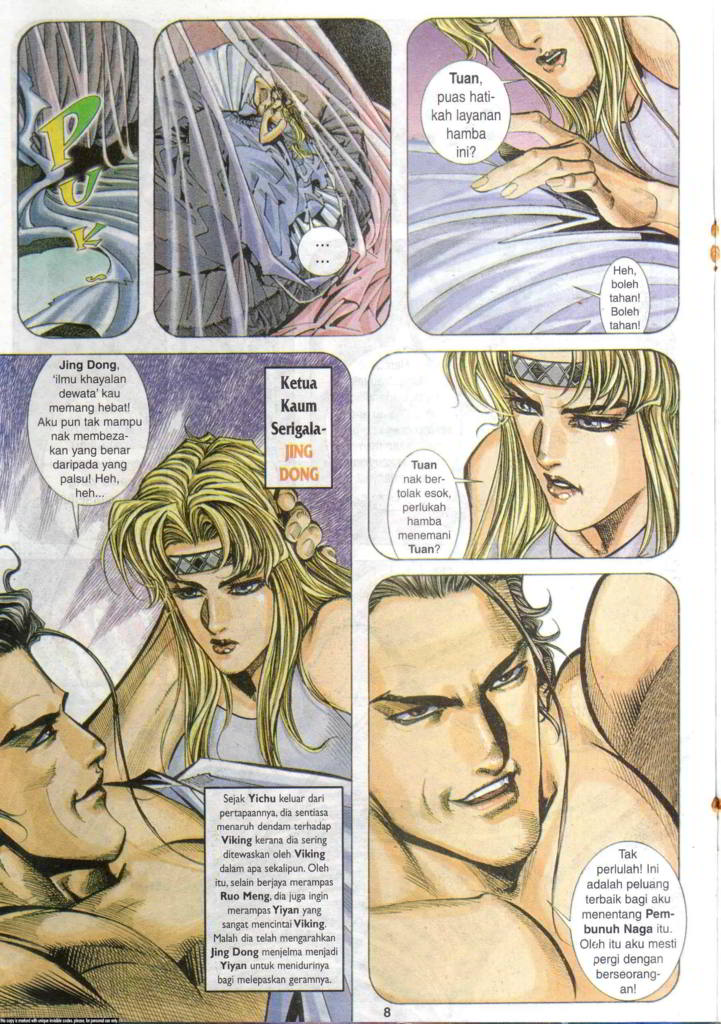 PUK!
...
...
Tuan,
puas hati-
kah layanan
hamba
ini?
Heh,
boleh
tahan!
Boleh
tahan!
Jing Dong,
'ilmu khayalan
dewata' kau
memang hebat!
Aku pun tak mampu
nak membeza-
kan yang benar
daripada yang
palsu! Heh,
heh...
Ketua
Kaum
Serigala-
JING
DONG
Tuan
nak ber-
tolak esok,
perlukah
hamba
menemani
Tuan?
Sejak Yichu keluar dari
pertapaannya, dia sentiasa
menaruh dendam terhadap
Viking kerana dia sering
ditewaskan oleh Viking
dalam apa sekalipun. Oleh
itu, selain berjaya merampas
Ruo Meng, dia juga ingin
merampas Yiyan yang
sangat mencintai Viking.
Malah dia telah mengarahkan
Jing Dong menjelma menjadi
Yiyan untuk menidurinya
bagi melepaskan geramnya.
Tak
perlulah! Ini
adalah peluang
terbaik bagi aku
menentang Pem-
bunuh Naga itu.
Oleh itu aku mesti
pergi dengan
berseorang-
an!
8